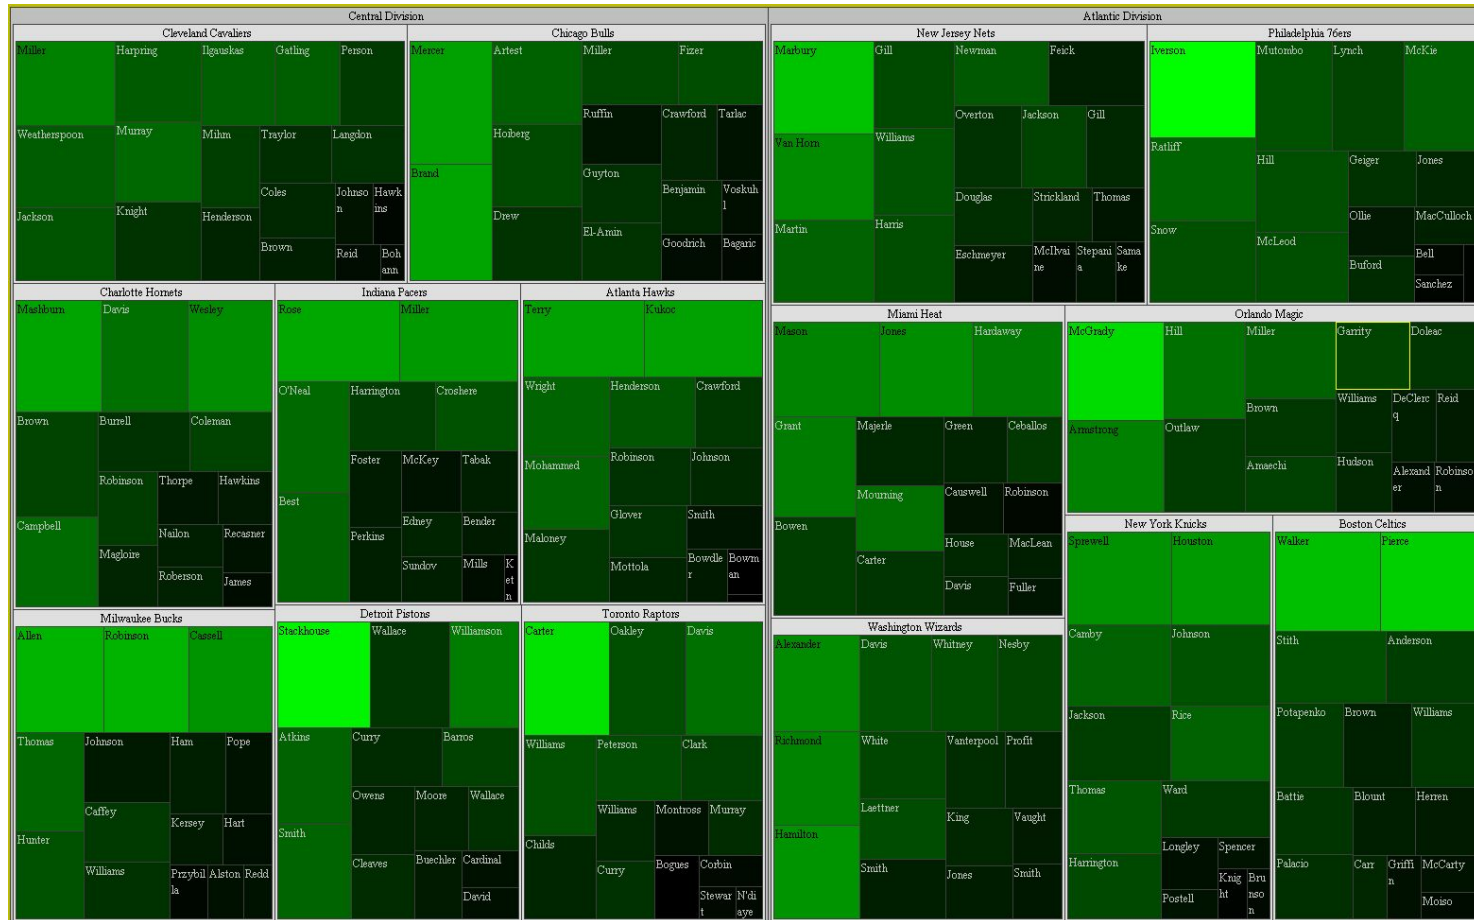 Central Division
Cleveland Cavaliers
Miller
Harpring
Ilgauskas
Gatling
Person
Weatherspoon
Murray
Mihm
Traylor
Langdon
Jackson
Knight
Henderson
Coles
Johnso
n
Hawk
ins
Brown
Reid
Boh
ann
Chicago Bulls
Mercer
Artest
Miller
Fizer
Ruffin
Crawford
Tarlac
Hoiberg
Brand
Guyton
Benjamin
Voskuh
l
Drew
El-Amin
Goodrich
Bagaric
Charlotte Hornets
Mashburn
Davis
Wesley
Brown
Burrell
Coleman
Robinson
Thorpe
Hawkins
Campbell
Nailon
Recasner
Magloire
Roberson
James
Indiana Pacers
Rose
Miller
O'Neal
Harrington
Croshere
Foster
McKey
Tabak
Best
Edney
Bender
Perkins
Sundov
Mills
K
et
n
Atlanta Hawks
Terry
Kukoc
Wright
Henderson
Crawford
Mohammed
Robinson
Johnson
Glover
Smith
Maloney
Mottola
Bowdle
r
Bow
man
Milwaukee Bucks
Allen
Robinson
Cassell
Thomas
Johnson
Ham
Pope
Caffey
Kersey
Hart
Hunter
Williams
Przybil
la
Alston
Redd
Detroit Pistons
Stackhouse
Wallace
Williamson
Atkins
Curry
Barros
Owens
Moore
Wallace
Smith
Cleaves
Buechler
Cardinal
David
Toronto Raptors
Carter
Oakley
Davis
Williams
Peterson
Clark
Williams
Montross
Murray
Childs
Curry
Bogues
Corbin
Stewar
t
N'di
aye
Atlantic Division
New Jersey Nets
Marbury
Gill
Newman
Feick
Overton
Jackson
Gill
Van Horn
Williams
Douglas
Strickland
Thomas
Martin
Harris
Eschmeyer
McIlvai
ne
Stepani
a
Sama
ke
Philadelphia 76ers
Iverson
Mutombo
Lynch
McKie
Ratliff
Hill
Geiger
Jones
Ollie
MacCulloch
Snow
McLeod
Buford
Bell
Sanchez
Miami Heat
Mason
Jones
Hardaway
Grant
Majerle
Green
Ceballos
Mourning
Causwell
Robinson
Bowen
Carter
House
MacLean
Davis
Fuller
Orlando Magic
McGrady
Hill
Miller
Garrity
Doleac
Brown
Williams
DeClerc
q
Reid
Armstrong
Outlaw
Amaechi
Hudson
Alexand
er
Robinso
n
Washington Wizards
Alexander
Davis
Whitney
Nesby
Richmond
White
Vanterpool
Profit
Laettner
King
Vaught
Hamilton
Smith
Jones
Smith
New York Knicks
Sprewell
Houston
Camby
Johnson
Jackson
Rice
Thomas
Ward
Harrington
Longley
Spencer
Postell
Knig
ht
Bru
nso
n
Boston Celtics
Walker
Pierce
Stith
Anderson
Potapenko
Brown
Williams
Battie
Blount
Herren
Palacio
Carr
Griffi
n
McCarty
Moiso